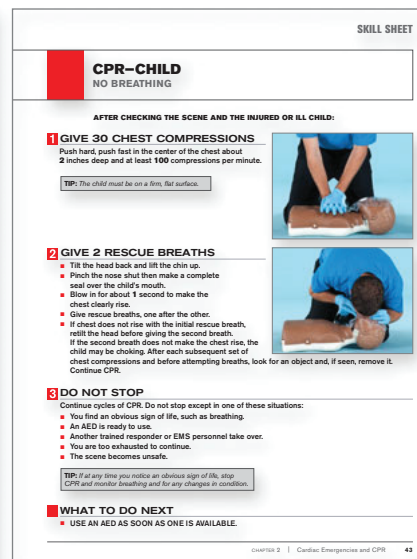 SKILL SHEET
CPR–CHILD
NO BREATHING
AFTER CHECKING THE SCENE AND THE INJURED OR ILL CHILD:
1 GIVE 30 CHEST COMPRESSIONS
Push hard, push fast in the center of the chest about
2 inches deep and at least 100 compressions per minute.
TIP: The child must be on a firm, flat surface.
2 GIVE 2 RESCUE BREATHS
■ Tilt the head back and lift the chin up.
■ Pinch the nose shut then make a complete
seal over the child's mouth.
■ Blow in for about 1 second to make the
chest clearly rise.
■ Give rescue breaths, one after the other.
■ If chest does not rise with the initial rescue breath,
retilt the head before giving the second breath.
If the second breath does not make the chest rise, the
child may be choking. After each subsequent set of
chest compressions and before attempting breaths, look for an object and, if seen, remove it.
Continue CPR.
3 DO NOT STOP
Continue cycles of CPR. Do not stop except in one of these situations:
■ You find an obvious sign of life, such as breathing.
■ An AED is ready to use.
■ Another trained responder or EMS personnel take over.
■ You are too exhausted to continue.
■ The scene becomes unsafe.
TIP: If at any time you notice an obvious sign of life, stop
CPR and monitor breathing and for any changes in condition.
WHAT TO DO NEXT
■ USE AN AED AS SOON AS ONE IS AVAILABLE.
CHAPTER 2 | Cardiac Emergencies and CPR 43